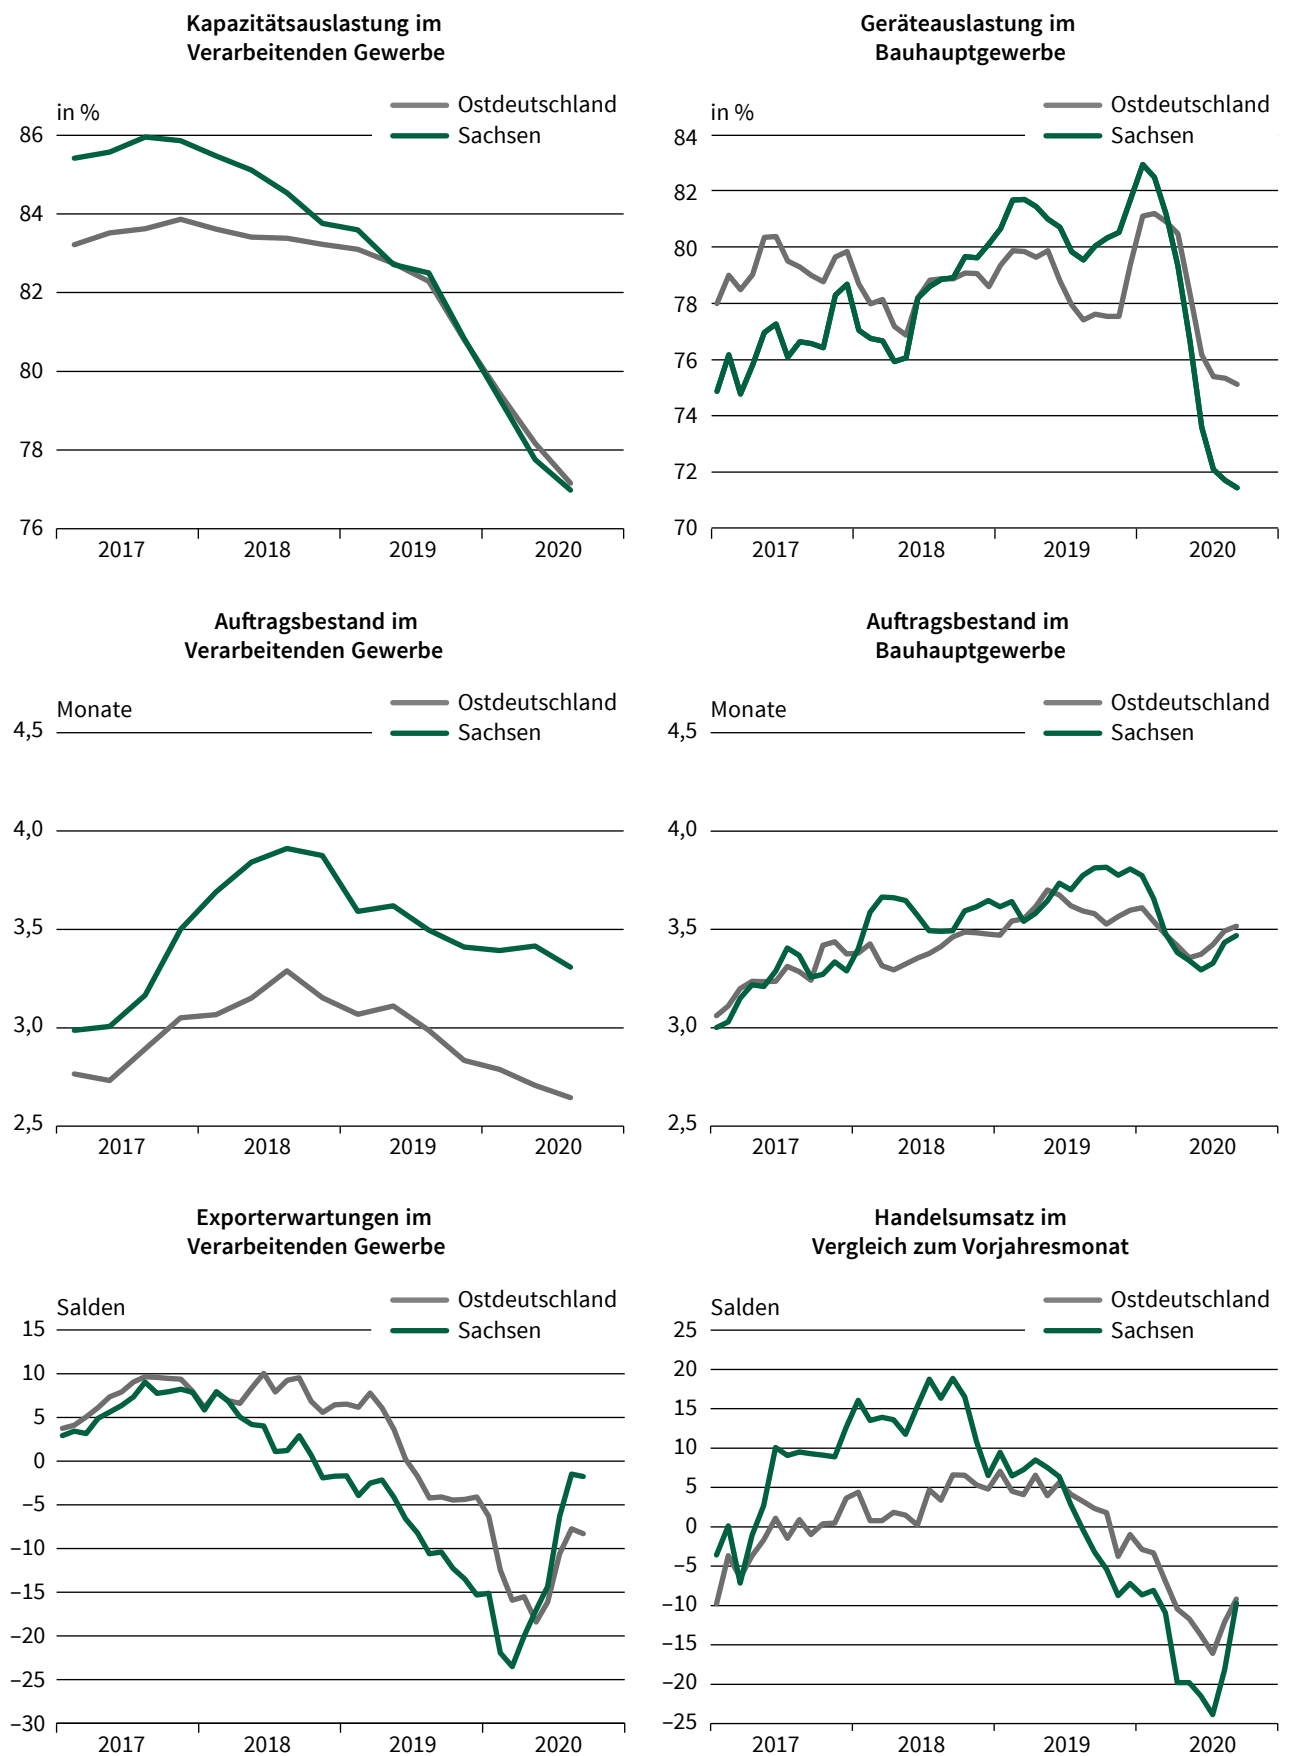 Kapazitätsauslastung im
Verarbeitenden Gewerbe
in %
Ostdeutschland
Sachsen
86
84
82
80
78
76
2017 2018 2019 2020
Geräteauslastung im
Bauhauptgewerbe
in %
Ostdeutschland
Sachsen
84
82
80
78
76
74
72
70
2017 2018 2019 2020
Auftragsbestand im
Verarbeitenden Gewerbe
Monate
Ostdeutschland
Sachsen
4,5
4,0
3,5
3,0
2,5
2017 2018 2019 2020
Auftragsbestand im
Bauhauptgewerbe
Monate
Ostdeutschland
Sachsen
4,5
4,0
3,5
3,0
2,5
2017 2018 2019 2020
Exporterwartungen im
Verarbeitenden Gewerbe
Salden
Ostdeutschland
Sachsen
15
10
5
0
–5
–10
–15
–20
–25
–30
2017 2018 2019 2020
Handelsumsatz im
Vergleich zum Vorjahresmonat
Salden
Ostdeutschland
Sachsen
25
20
15
10
5
0
–5
–10
–15
–20
–25
2017 2018 2019 2020